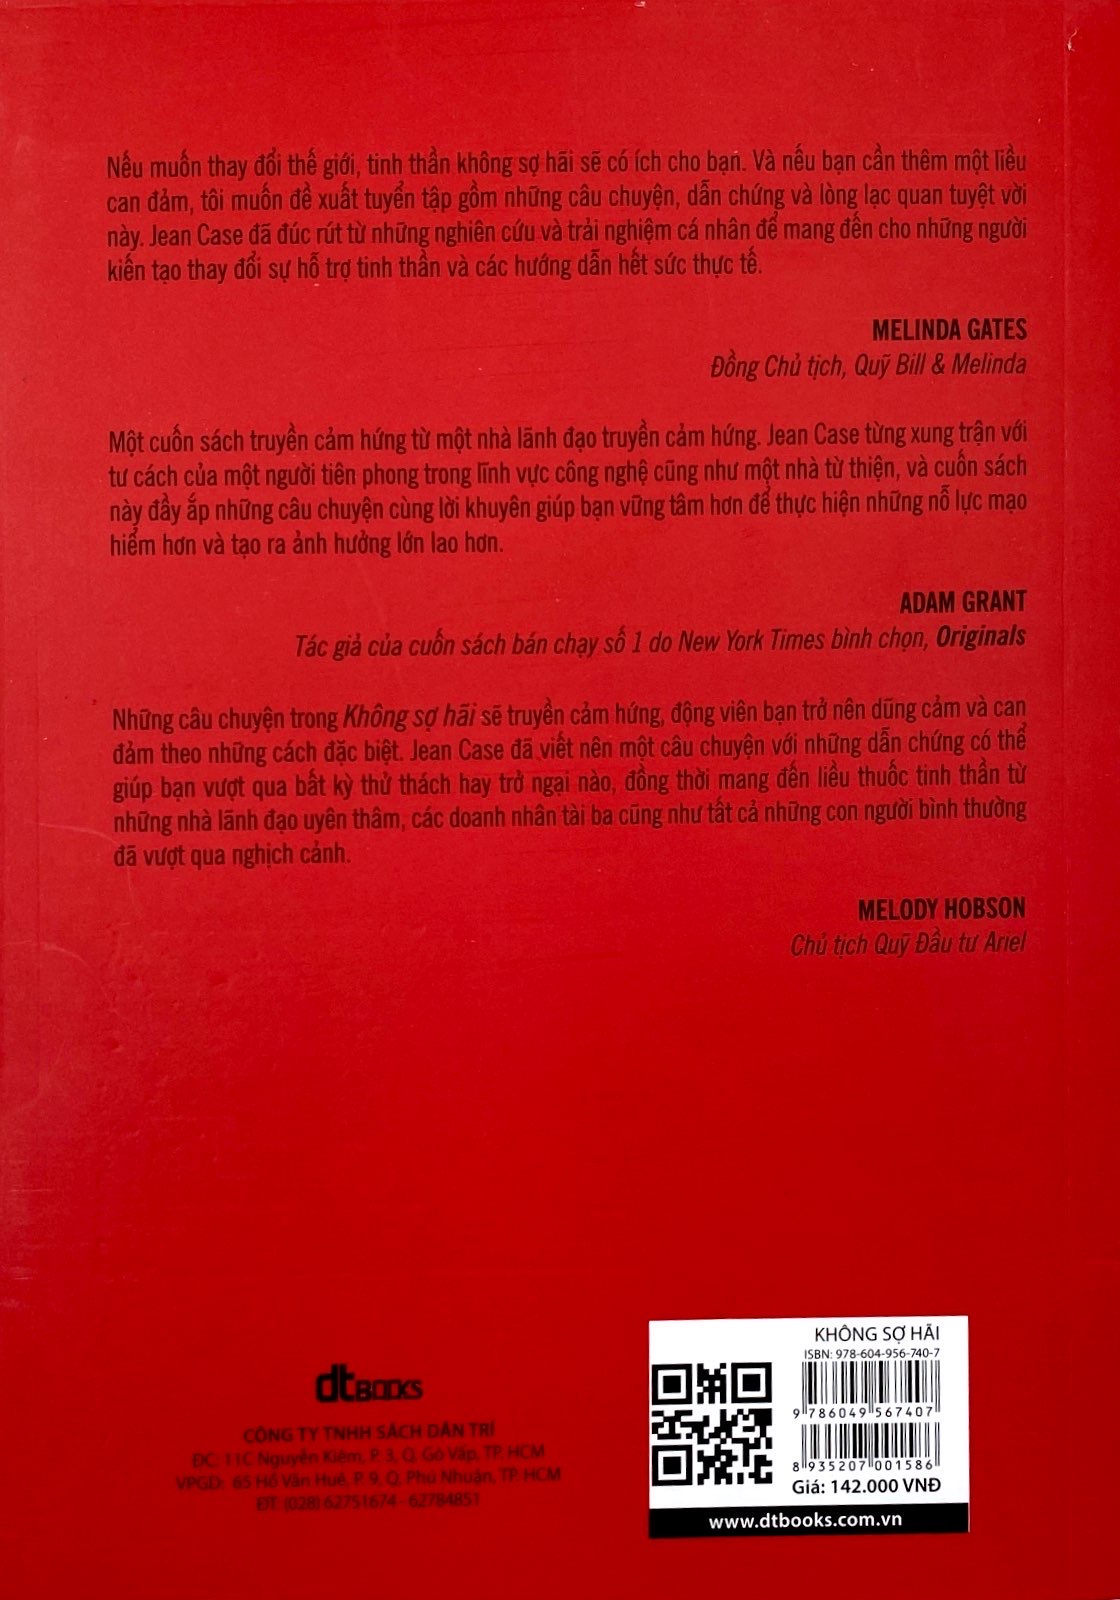 Nếu muốn thay đổi thế giới, tinh thần không sợ hãi sẽ có ích cho bạn. Và nếu bạn cần thêm một liều
can đảm, tôi muốn đề xuất tuyển tập gồm những câu chuyện, dẫn chứng và lòng lạc quan tuyệt vời
này. Jean Case đã đúc rút từ những nghiên cứu và trải nghiệm cá nhân để mang đến cho những người
kiến tạo thay đổi sự hỗ trợ tinh thần và các hướng dẫn hết sức thực tế.
MELINDA GATES
Đồng Chủ tịch, Quỹ Bill & Melinda
Một cuốn sách truyền cảm hứng từ một nhà lãnh đạo truyền cảm hứng. Jean Case từng xung trận với
tư cách của một người tiên phong trong lĩnh vực công nghệ cũng như một nhà từ thiện, và cuốn sách
này đầy ắp những câu chuyện cùng lời khuyên giúp bạn vững tâm hơn để thực hiện những nỗ lực mạo
hiểm hơn và tạo ra ảnh hưởng lớn lao hơn.
ADAM GRANT
Tác giả của cuốn sách bán chạy số 1 do New York Times bình chọn, Originals
Những câu chuyện trong Không sợ hãi sẽ truyền cảm hứng, động viên bạn trở nên dũng cảm và can
đảm theo những cách đặc biệt. Jean Case đã viết nên một câu chuyện với những dẫn chứng có thể
giúp bạn vượt qua bất kỳ thử thách hay trở ngại nào, đồng thời mang đến liều thuốc tinh thần từ
những nhà lãnh đạo uyên thâm, các doanh nhân tài ba cũng như tất cả những con người bình thường
đã vượt qua nghịch cảnh.
MELODY HOBSON
Chủ tịch Quỹ Đầu tư Ariel
dtBOOKS
CÔNG TY TNHH SÁCH DÂN TRÍ
ĐC: 11C Nguyễn Kiệm, P. 3, Q. Gò Vấp, TP. HCM
VPGD: 65 Hồ Văn Huê, P. 9, Q. Phú Nhuận, TP. HCM
ĐT: (028) 62751674 - 62784851
KHÔNG SỢ HÃI
ISBN: 978-604-956-740-7
9 786049 567407
8 935207 001586
Giá: 142.000 VNĐ
www.dtbooks.com.vn